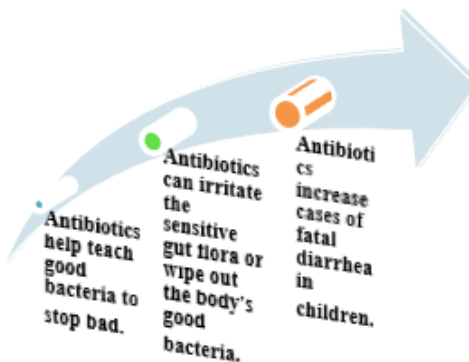 Antibiotics
help teach
good
bacteria to
stop bad.
Antibiotics
can irritate
the
sensitive
gut flora or
wipe out
the body's
good
bacteria.
Antibioti
cs
increase
cases of
fatal
diarrhea
in
children.